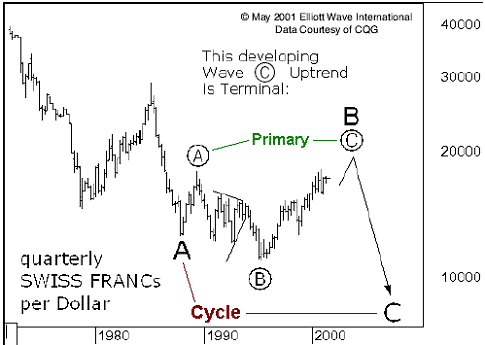 © May 2001 Elliott Wave International
Data Courtesy of CQG
40000
This developing
Wave Ⓒ Uptrend
Is Terminal:
30000
B
Ⓐ Primary Ⓒ
20000
A
Ⓑ
quarterly
SWISS FRANCs
per Dollar
10000
Cycle C
1980 1990 2000